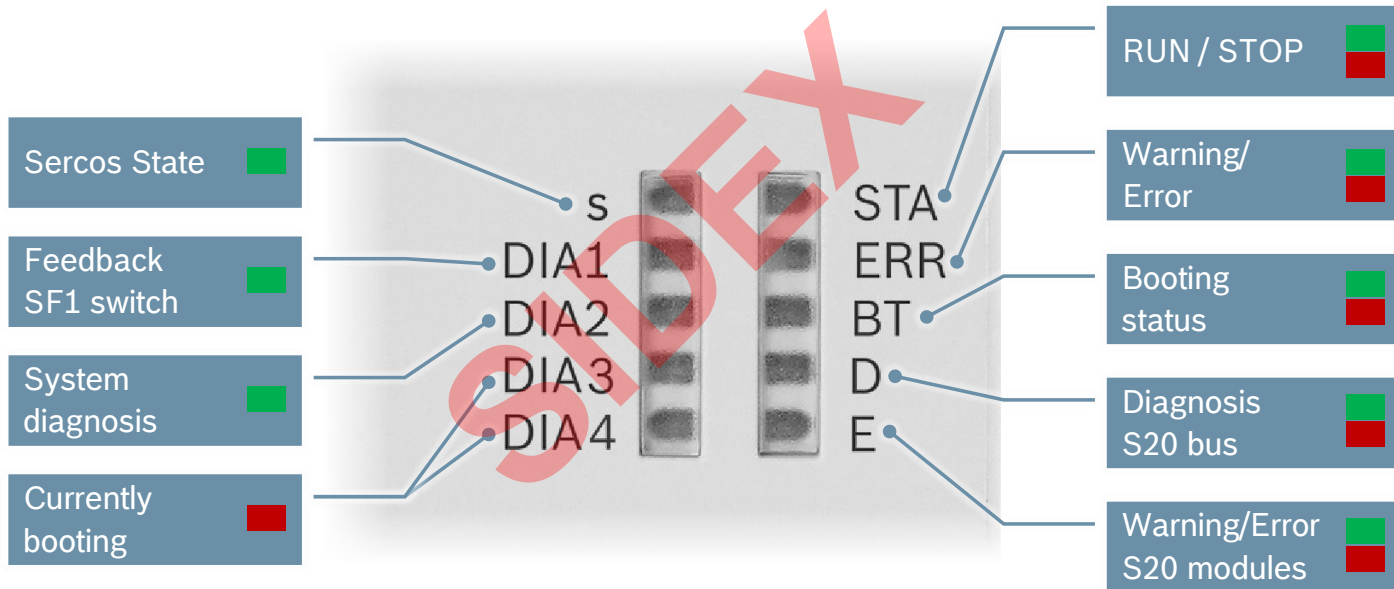 RUN / STOP
Sercos State
Warning/
Error
s
STA
Feedback
SF1 switch
DIA1
ERR
Booting
status
DIA2
BT
System
diagnosis
DIA3
D
Diagnosis
S20 bus
DIA4
E
Currently
booting
Warning/Error
S20 modules
SIDEX